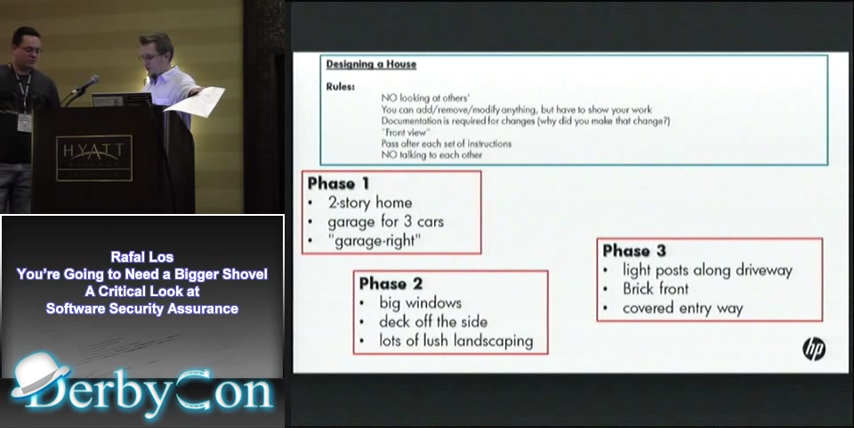 HYATT
Rafal Los
You're Going to Need a Bigger Shovel
A Critical Look at
Software Security Assurance
DerbyCon
Designing a House
Rules:
NO looking at others'
You can add/remove/modify anything, but have to show your work
Documentation is required for changes (why did you make that change?)
"Front view"
Pass after each set of instructions
NO talking to each other
Phase 1
• 2-story home
• garage for 3 cars
• "garage-right"
Phase 2
• big windows
• deck off the side
• lots of lush landscaping
Phase 3
• light posts along driveway
• Brick front
• covered entry way
hp